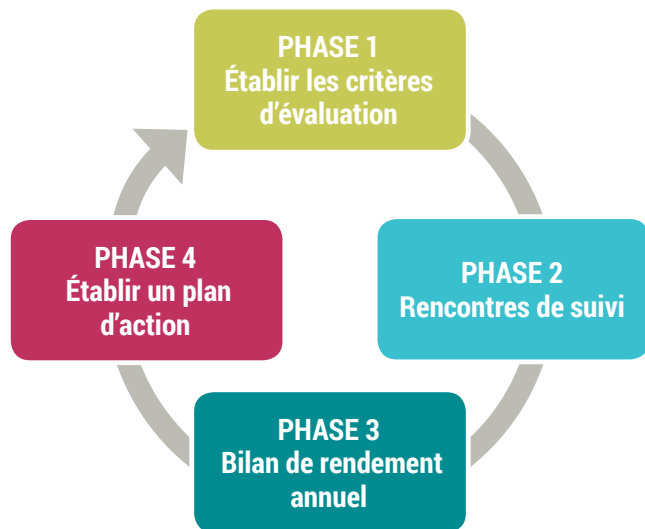 PHASE 1
Établir les critères
d’évaluation
PHASE 2
Rencontres de suivi
PHASE 3
Bilan de rendement
annuel
PHASE 4
Établir un plan
d’action